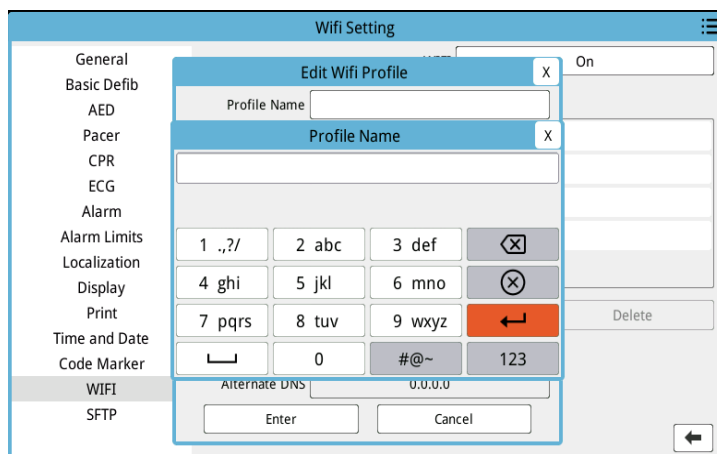 Wifi Setting
General
Basic Defib
AED
Pacer
CPR
ECG
Alarm
Alarm Limits
Localization
Display
Print
Time and Date
Code Marker
WIFI
SFTP
On
Edit Wifi Profile X
Profile Name
Profile Name X
1 .,?/ 2 abc 3 def
4 ghi 5 jkl 6 mno
7 pqrs 8 tuv 9 wxyz
0 #@~ 123
Alternate DNS 0.0.0.0
Enter Cancel
Delete